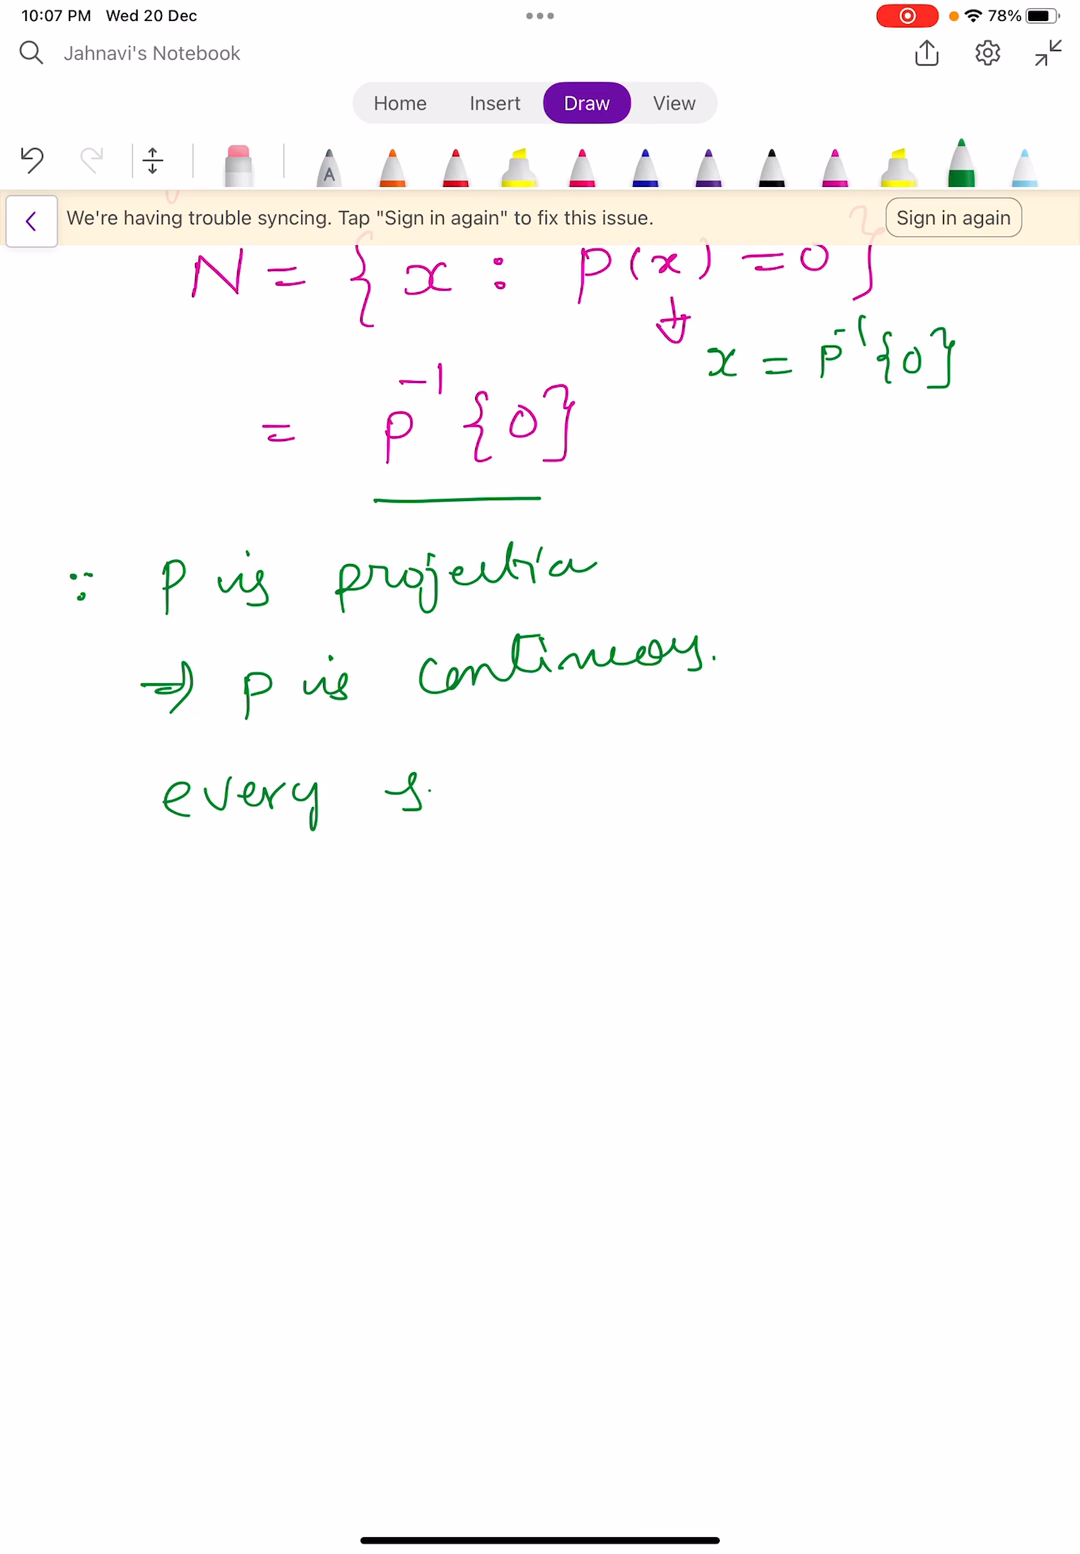 10:07 PM Wed 20 Dec
78%
Jahnavi's Notebook
Home Insert Draw View
A
We're having trouble syncing. Tap "Sign in again" to fix this issue. Sign in again
N = { x : P(x) = 0 }
x = P⁻¹{0}
= P⁻¹{0}
∵ P is projectio
⇒ P is continuous.
every s.